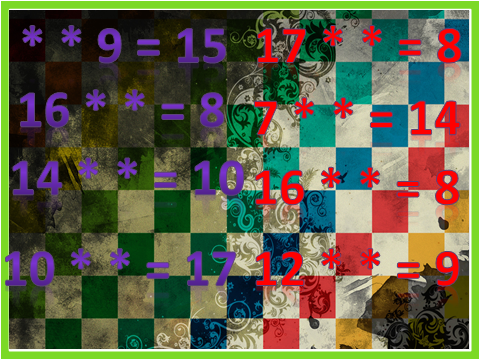 * * 9 = 15
16 * * = 8
14 * * = 10
10 * * = 17
17 * * = 8
7 * * = 14
16 * * = 8
12 * * = 9